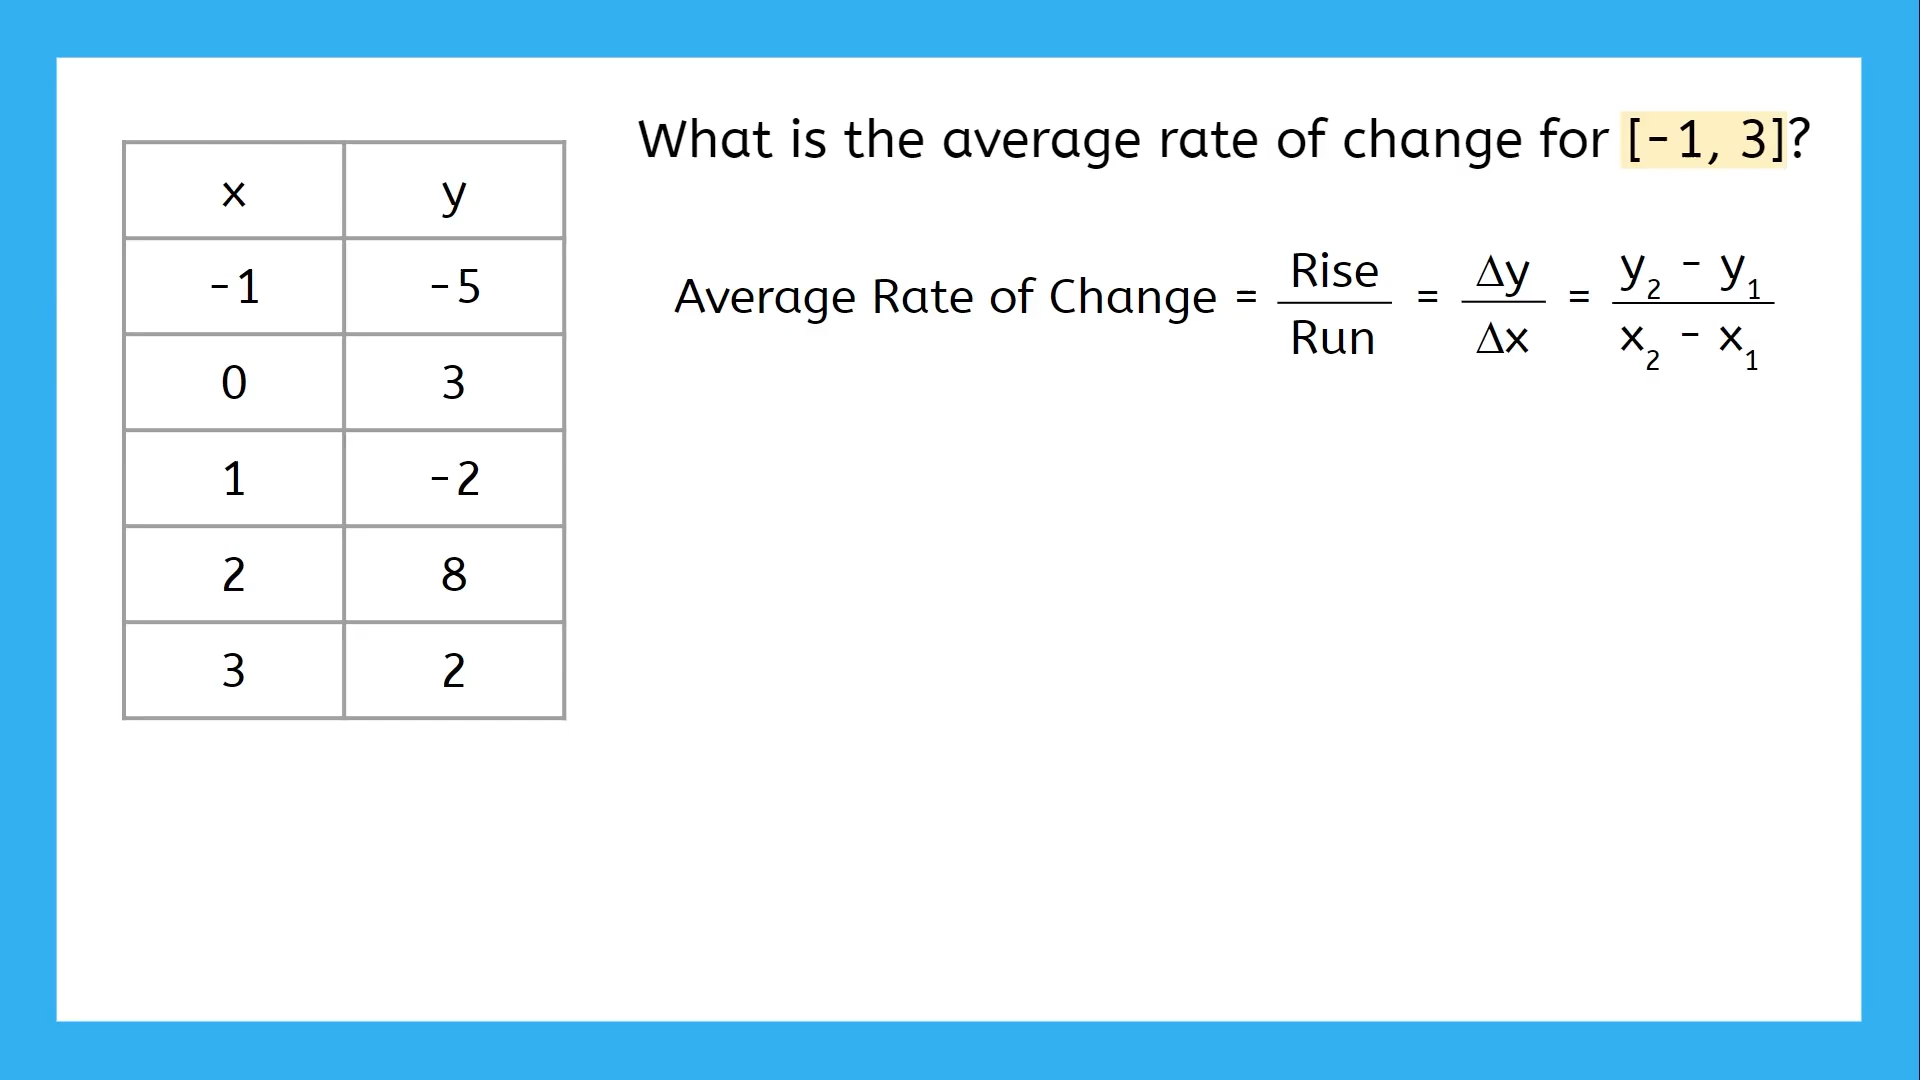 What is the average rate of change for [-1, 3]?
x y
-1 -5
0 3
1 -2
2 8
3 2
Average Rate of Change = Rise/Run = Δy/Δx = y₂ - y₁/x₂ - x₁